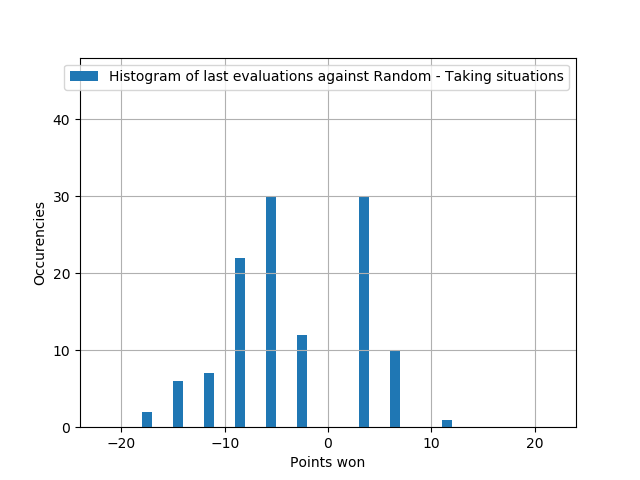 Histogram of last evaluations against Random - Taking situations
40
30
20
10
0
Occurencies
−20 −10 0 10 20
Points won